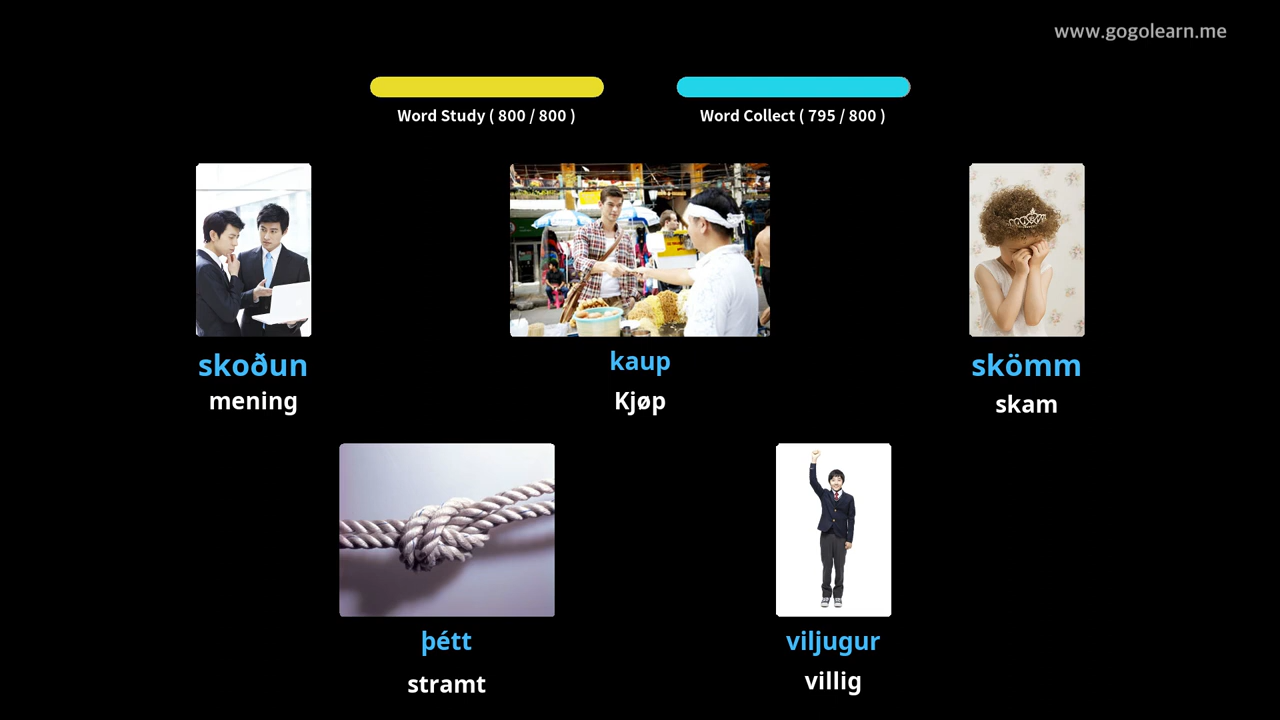 www.gogolearn.me
Word Study ( 800 / 800 )
Word Collect ( 795 / 800 )
skoðun
mening
kaup
Kjøp
skömm
skam
þétt
stramt
viljugur
villig